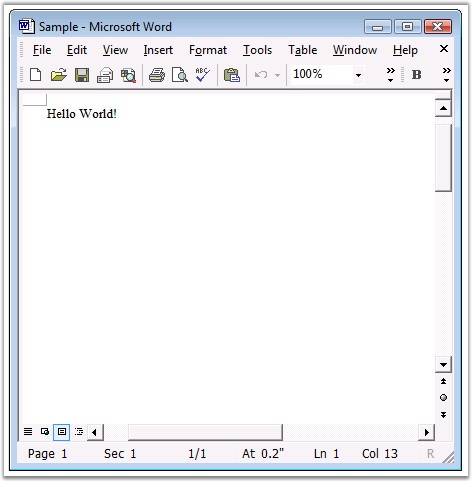 Sample - Microsoft Word
File Edit View Insert Format Tools Table Window Help
100% B
Hello World!
Page 1 Sec 1 1/1 At 0.2" Ln 1 Col 13 R